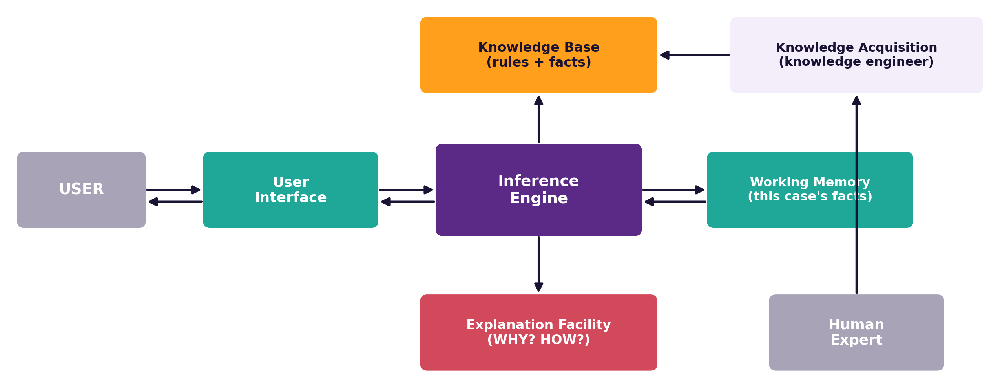 Knowledge Base
(rules + facts)
Knowledge Acquisition
(knowledge engineer)
USER
User
Interface
Inference
Engine
Working Memory
(this case's facts)
Explanation Facility
(WHY? HOW?)
Human
Expert